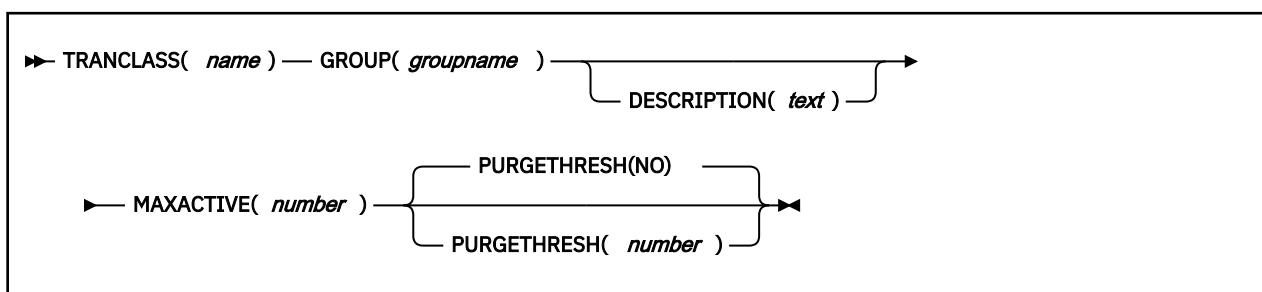 TRANCLASS( name ) GROUP( groupname )
DESCRIPTION( text )
PURGETHRESH(NO)
MAXACTIVE( number )
PURGETHRESH( number )